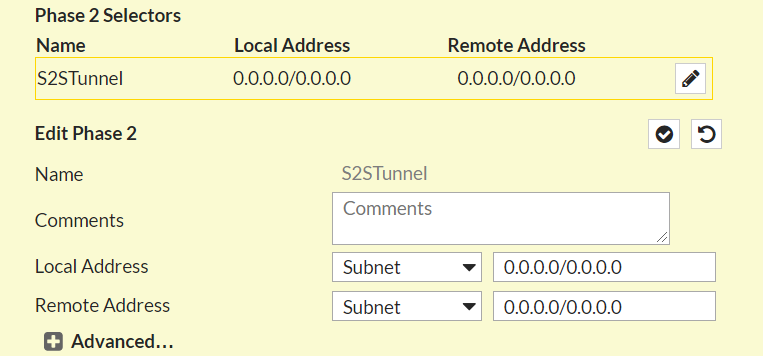 Phase 2 Selectors
Name Local Address Remote Address
S2STunnel 0.0.0.0/0.0.0.0 0.0.0.0/0.0.0.0
Edit Phase 2
Name S2STunnel
Comments Comments
Local Address Subnet 0.0.0.0/0.0.0.0
Remote Address Subnet 0.0.0.0/0.0.0.0
Advanced...